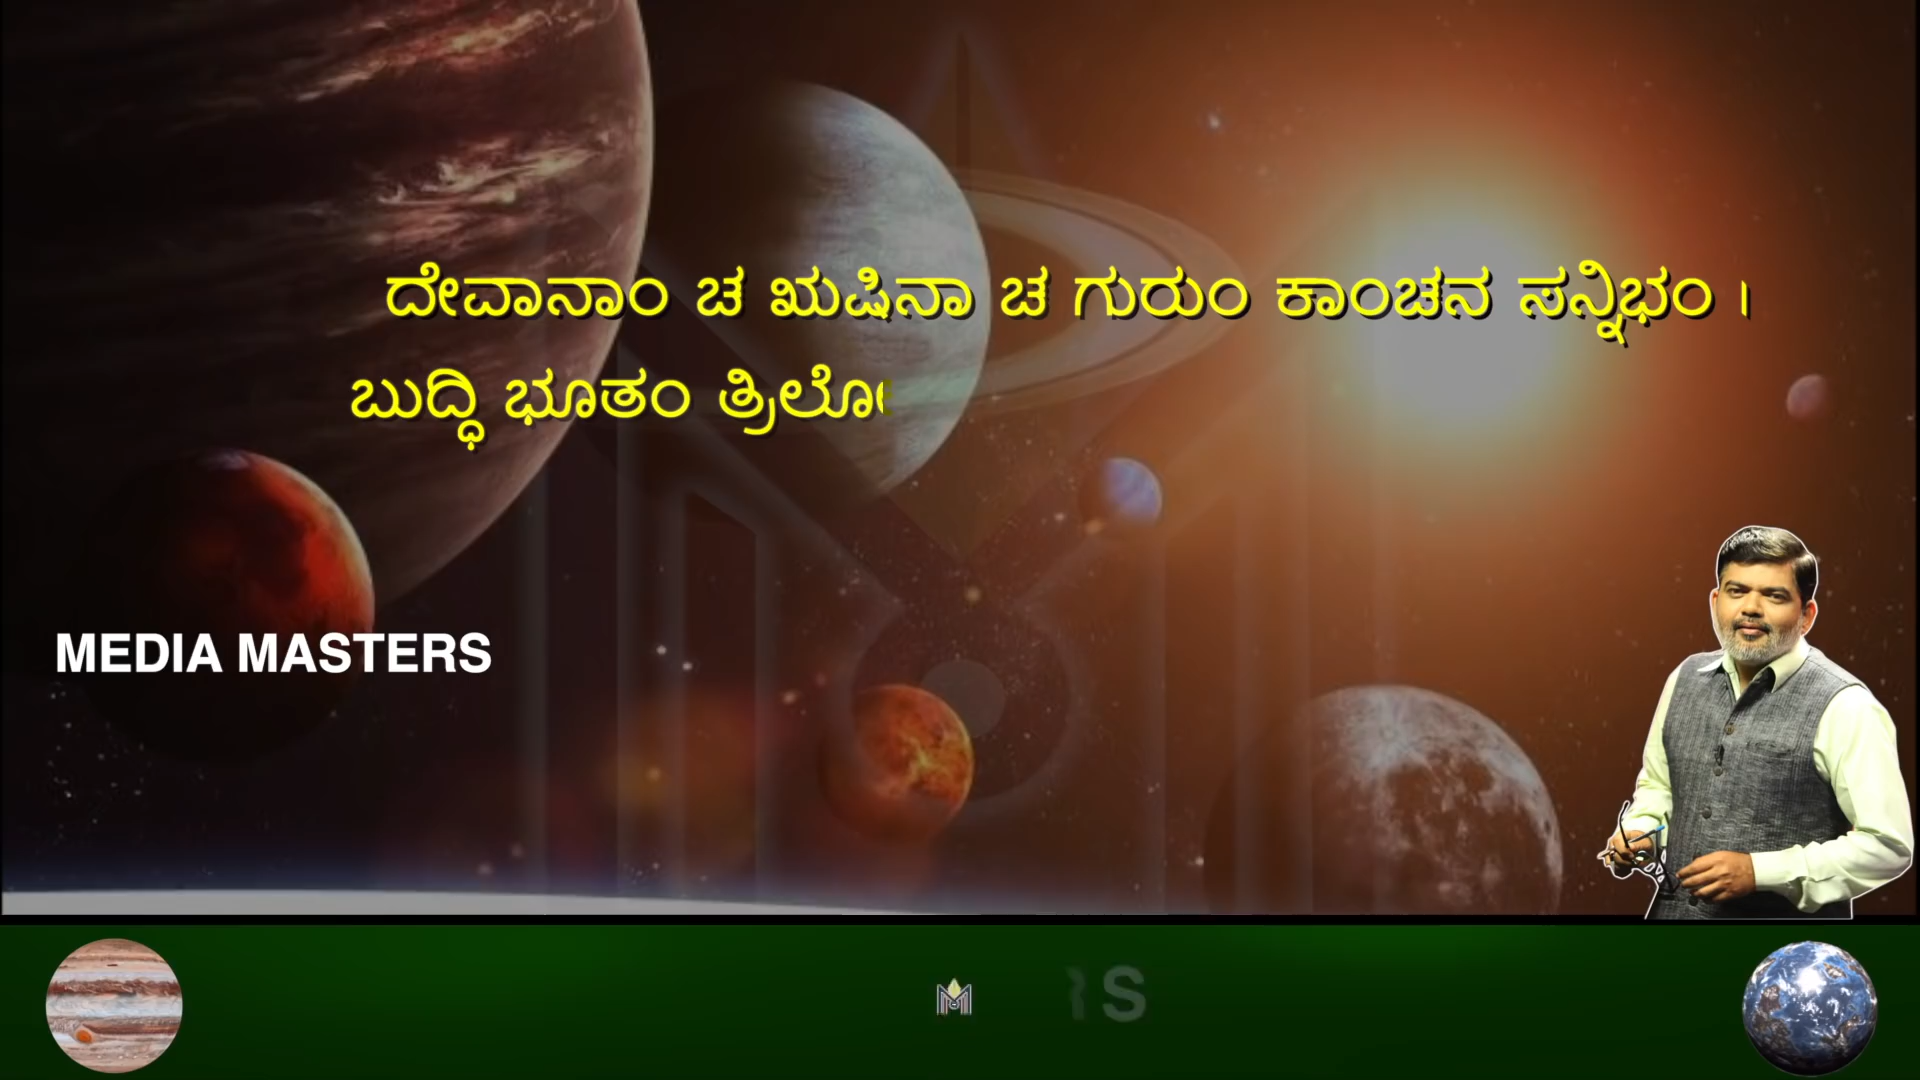 ದೇವಾನಾಂ ಚ ಋಷಿನಾ ಚ ಗುರುಂ ಕಾಂಚನ ಸನ್ನಿಭಂ ।
ಬುದ್ಧಿ ಭೂತಂ
MEDIA MASTERS